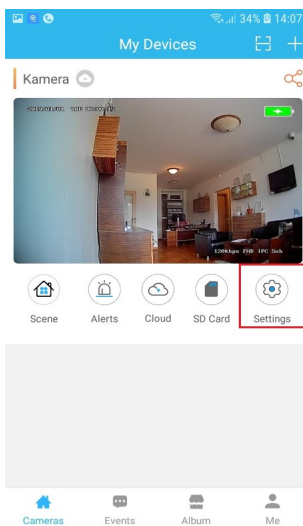 34% 14:07
My Devices
Kamera
120kbps FHD IPC Sub
Scene Alerts Cloud SD Card Settings
Cameras Events Album Me